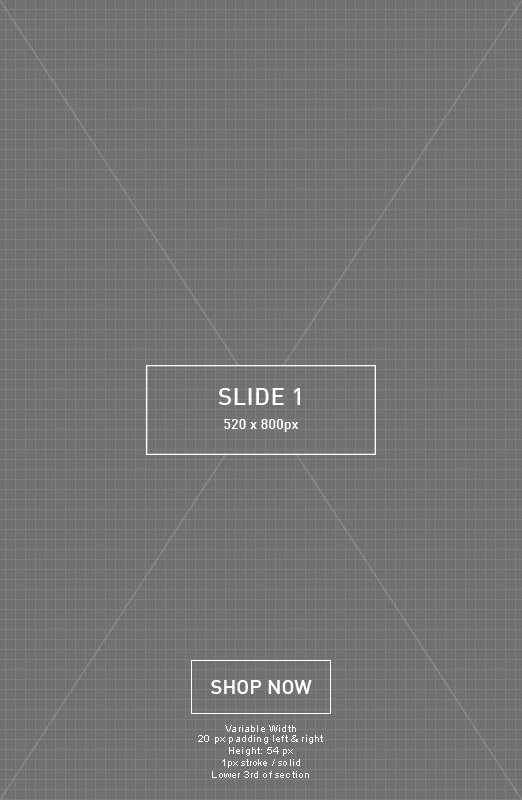 SLIDE 1
520 x 800px
SHOP NOW
Variable Width
20 px padding left & right
Height: 54 px
1px stroke / solid
Lower 3rd of section